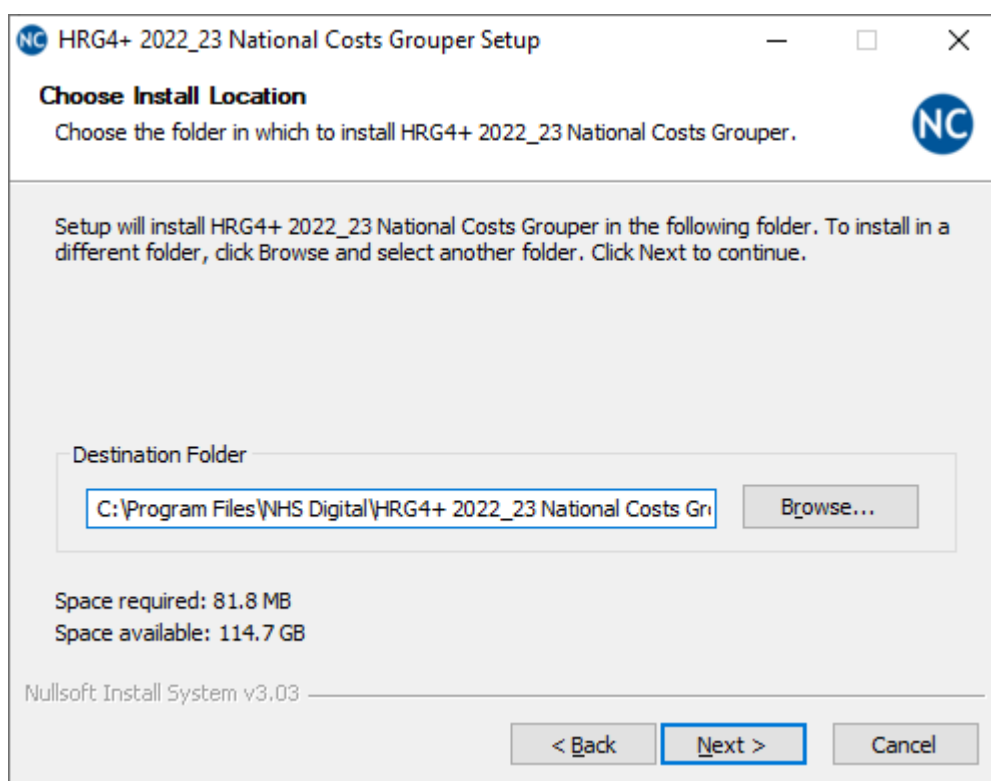 NC HRG4+ 2022_23 National Costs Grouper Setup
Choose Install Location
Choose the folder in which to install HRG4+ 2022_23 National Costs Grouper.
NC
Setup will install HRG4+ 2022_23 National Costs Grouper in the following folder. To install in a
different folder, click Browse and select another folder. Click Next to continue.
Destination Folder
C:\Program Files\NHS Digital\HRG4+ 2022_23 National Costs Gr
Browse...
Space required: 81.8 MB
Space available: 114.7 GB
Nullsoft Install System v3.03
< Back Next > Cancel